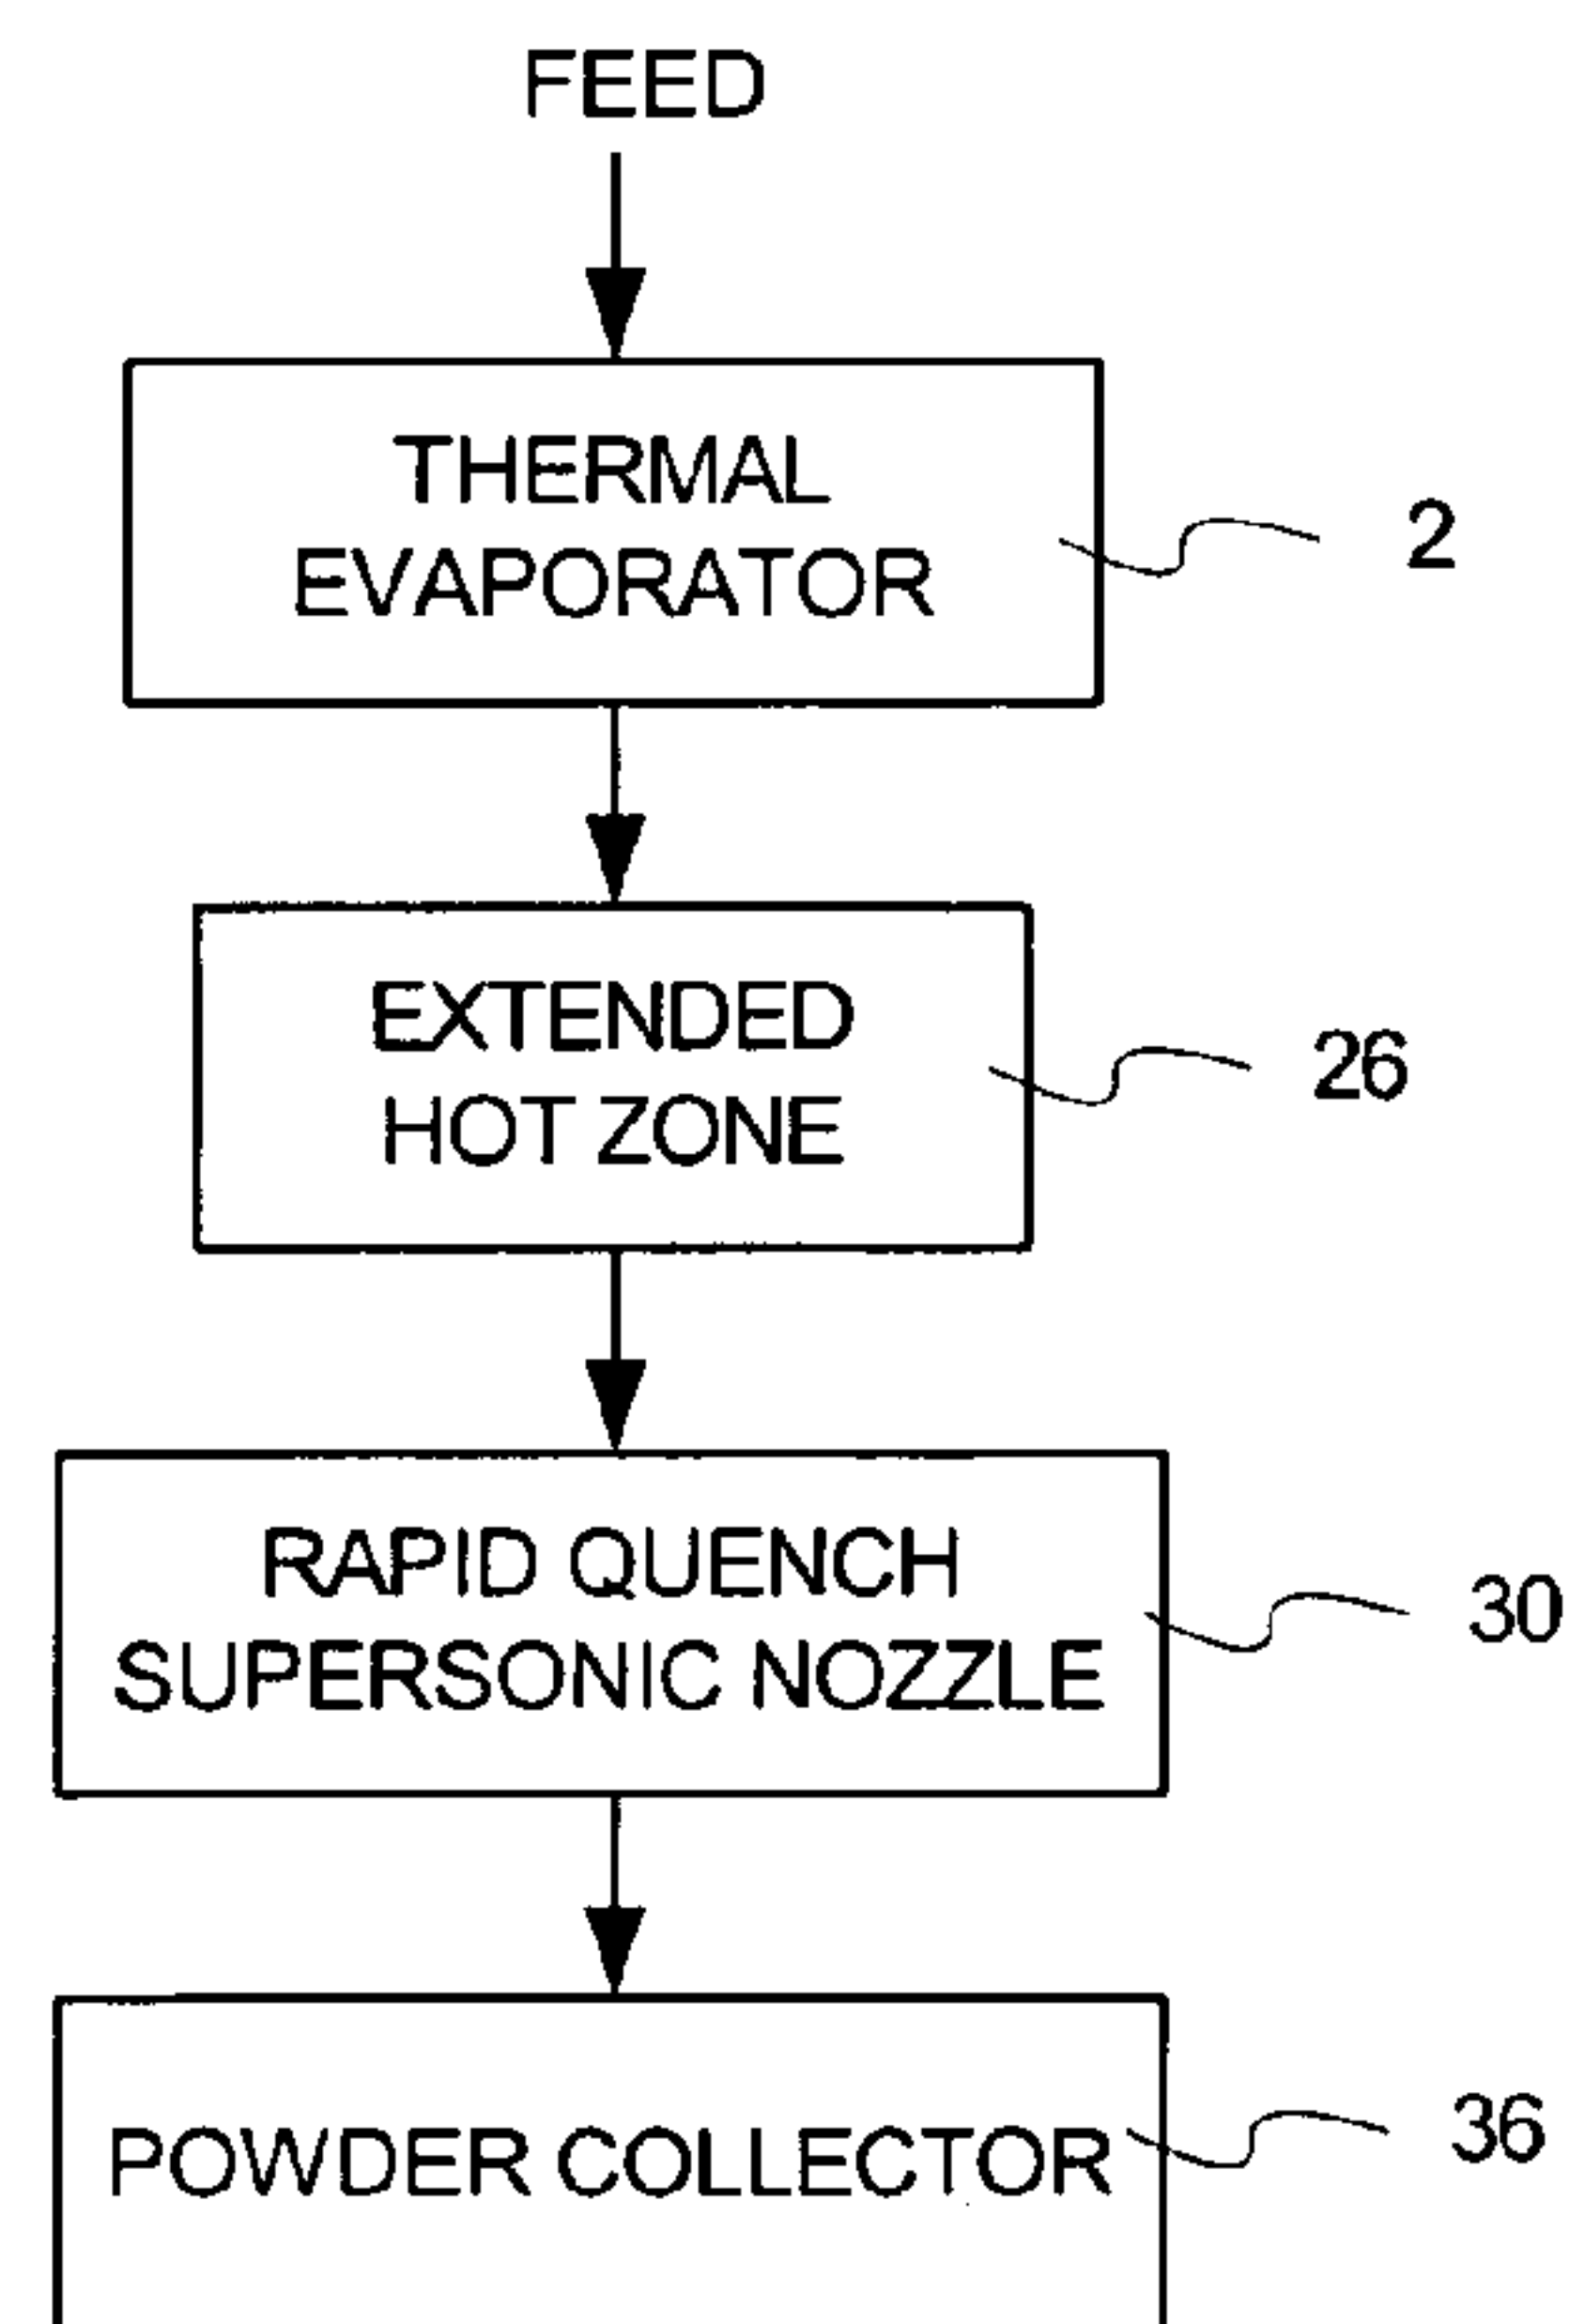 FEED
THERMAL
EVAPORATOR
2
EXTENDED
HOT ZONE
26
RAPID QUENCH
SUPERSONIC NOZZLE
30
POWDER COLLECTOR
36